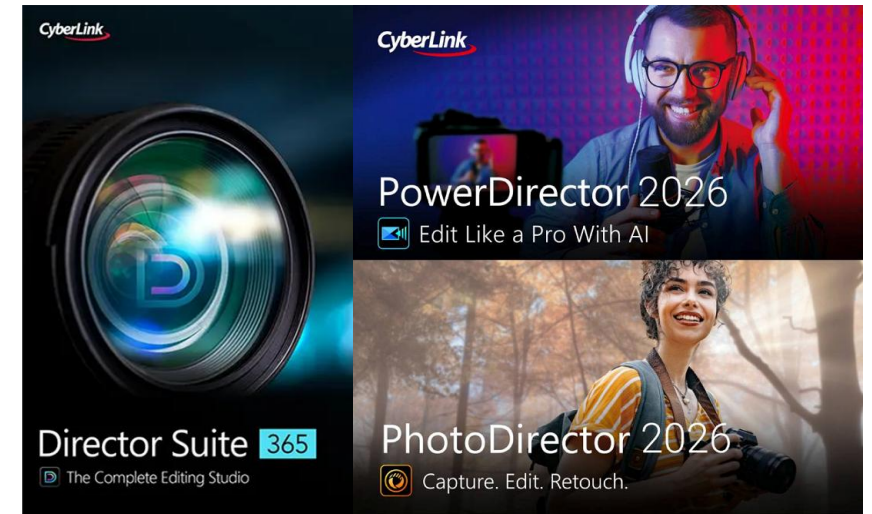 CyberLink
Director Suite 365
The Complete Editing Studio
CyberLink
PowerDirector 2026
Edit Like a Pro With AI
PhotoDirector 2026
Capture. Edit. Retouch.